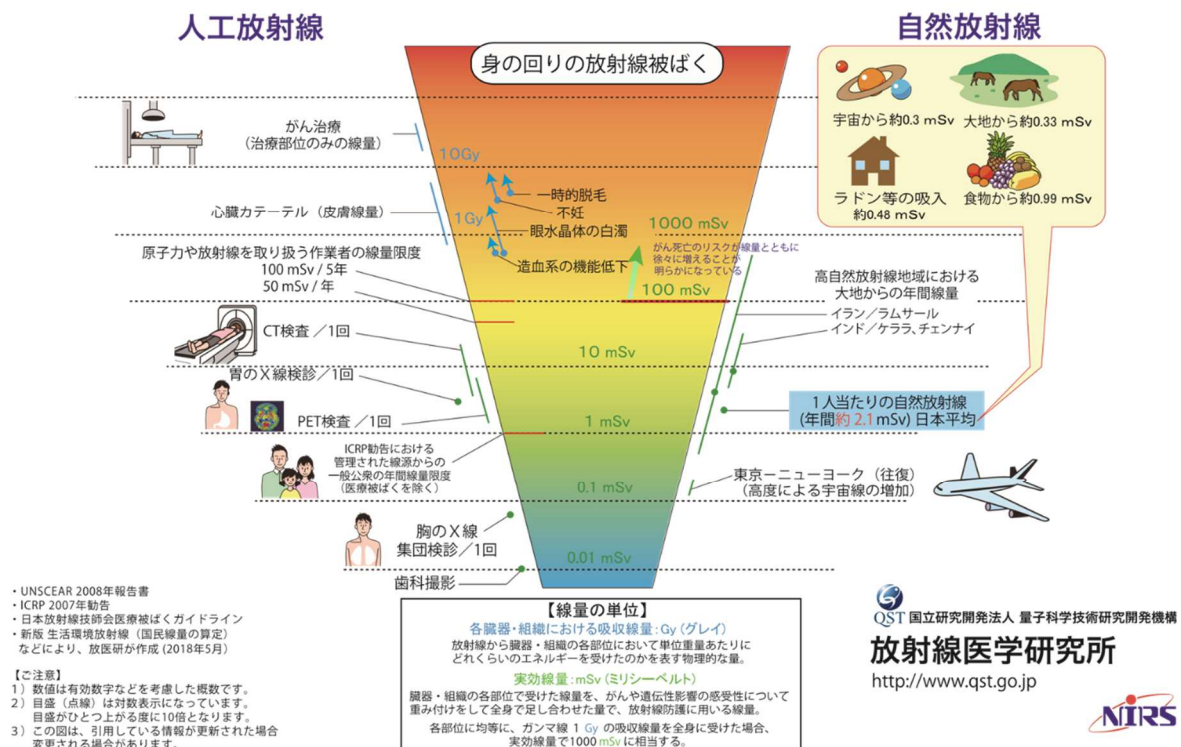 人工放射線
自然放射線
身の回りの放射線被ばく
がん治療
(治療部位のみの線量)
10Gy
心臓カテーテル(皮膚線量)
1Gy
一時的脱毛
不妊
眼水晶体の白濁
造血系の機能低下
原子力や放射線を取り扱う作業者の線量限度
100 mSv / 5年
50 mSv / 年
CT検査 /1回
胃のX線検診/1回
PET検査 /1回
ICRP勧告における
管理された線源からの
一般公衆の年間線量限度
(医療被ばくを除く)
胸のX線
集団検診/1回
歯科撮影
1000 mSv
がん死亡のリスクが線量とともに
徐々に増えることが
明らかになっている
100 mSv
10 mSv
1 mSv
0.1 mSv
0.01 mSv
宇宙から約0.3 mSv
大地から約0.33 mSv
ラドン等の吸入
約0.48 mSv
食物から約0.99 mSv
高自然放射線地域における
大地からの年間線量
イラン/ラムサール
インド/ケララ、チェンナイ
1人当たりの自然放射線
(年間約 2.1 mSv) 日本平均
東京ーニューヨーク(往復)
(高度による宇宙線の増加)
・UNSCEAR 2008年報告書
・ICRP 2007年勧告
・日本放射線技師会医療被ばくガイドライン
・新版 生活環境放射線(国民線量の算定)
などにより、放医研が作成 (2018年5月)
【ご注意】
1)数値は有効数字などを考慮した概数です。
2)目盛(点線)は対数表示になっています。
目盛がひとつ上がる度に10倍となります。
3)この図は、引用している情報が更新された場合
変更される場合があります。
【線量の単位】
各臓器・組織における吸収線量:Gy (グレイ)
放射線から臓器・組織の各部位において単位重量あたりに
どれくらいのエネルギーを受けたのかを表す物理的な量。
実効線量:mSv (ミリシーベルト)
臓器・組織の各部位で受けた線量を、がんや遺伝性影響の感受性について
重み付けをして全身で足し合わせた量で、放射線防護に用いる線量。
各部位に均等に、ガンマ線 1 Gy の吸収線量を全身に受けた場合、
実効線量で1000 mSv に相当する。
QST 国立研究開発法人 量子科学技術研究開発機構
放射線医学研究所
http://www.qst.go.jp
NIRS